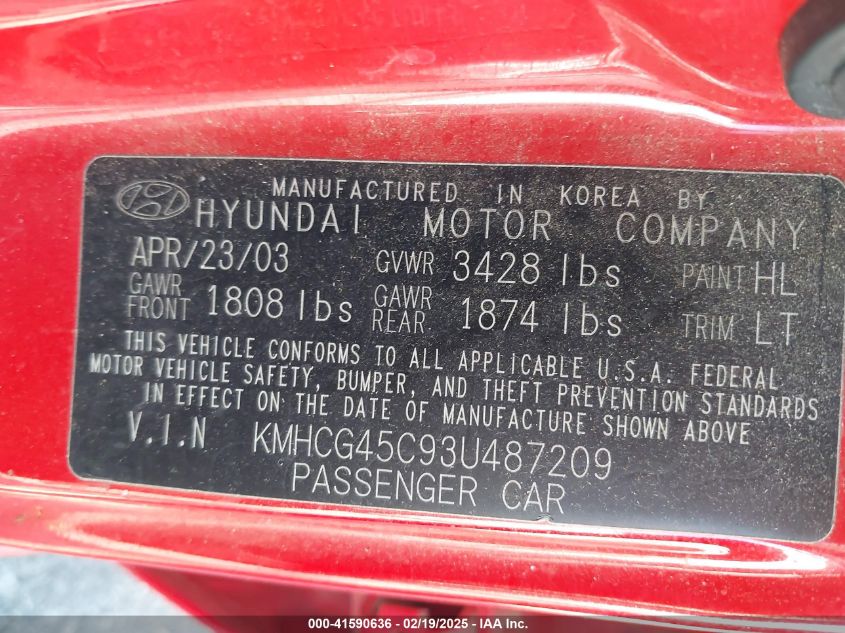 MANUFACTURED IN KOREA BY
HYUNDAI MOTOR COMPANY
APR/23/03 GVWR 3428 lbs PAINT HL
GAWR FRONT 1808 lbs GAWR REAR 1874 lbs TRIM LT
THIS VEHICLE CONFORMS TO ALL APPLICABLE U.S.A. FEDERAL
MOTOR VEHICLE SAFETY, BUMPER, AND THEFT PREVENTION STANDARDS
IN EFFECT ON THE DATE OF MANUFACTURE SHOWN ABOVE
V.I.N KMHCG45C93U487209
PASSENGER CAR
000-41590636 - 02/19/2025 - IAA Inc.